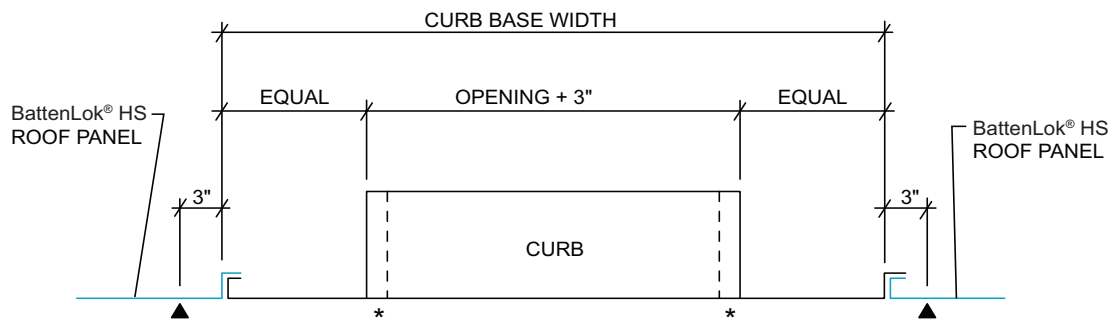 CURB BASE WIDTH
EQUAL
OPENING + 3"
EQUAL
BattenLok® HS
ROOF PANEL
BattenLok® HS
ROOF PANEL
3"
3"
CURB
*
*